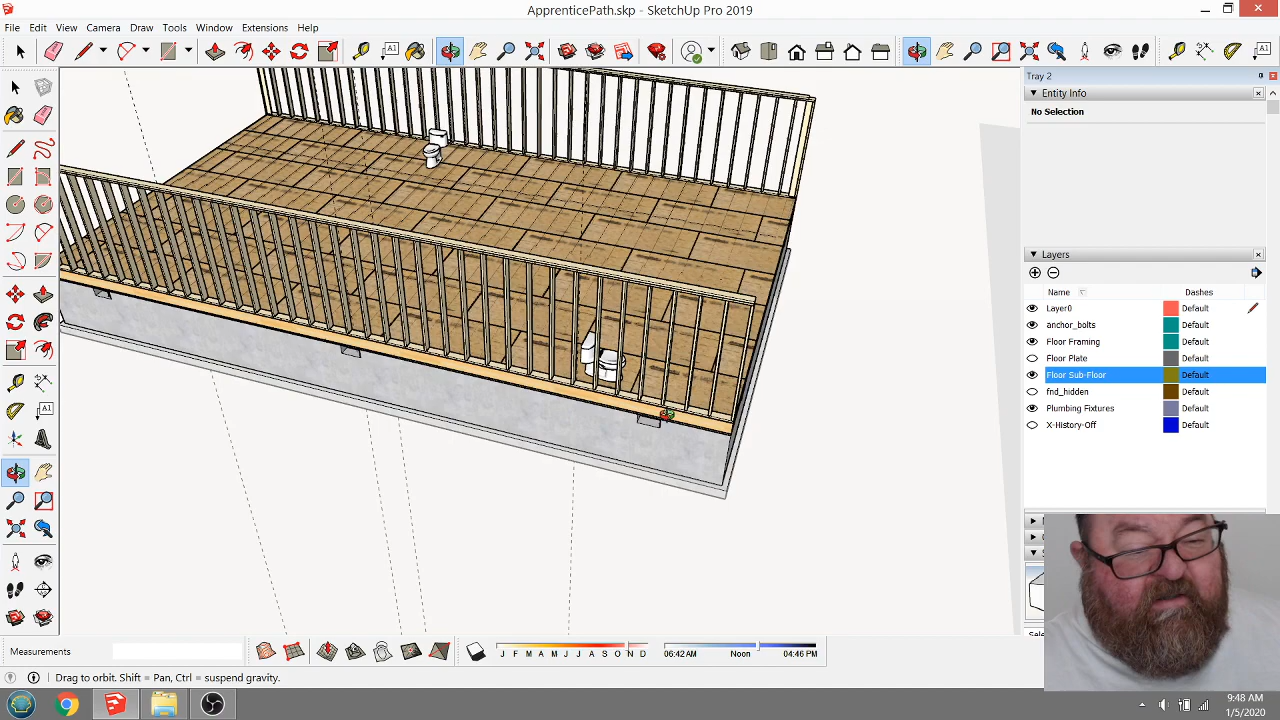 ApprenticePath.skp - SketchUp Pro 2019
File Edit View Camera Draw Tools Window Extensions Help
Tray 2
Entity Info
No Selection
Layers
Name Dashes
Layer0 Default
anchor_bolts Default
Floor Framing Default
Floor Plate Default
Floor Sub-Floor Default
fnd_hidden Default
Plumbing Fixtures Default
X-History-Off Default
Measurements
J F M A M J J A S O N D
06:42 AM Noon 04:46 PM
Drag to orbit. Shift = Pan, Ctrl = suspend gravity.
9:48 AM
1/5/2020